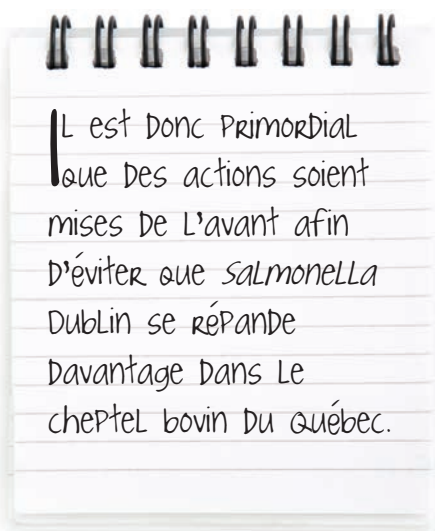 Il est donc primordial
que des actions soient
mises de l'avant afin
d'éviter que Salmonella
Dublin se répande
davantage dans le
cheptel bovin du Québec.